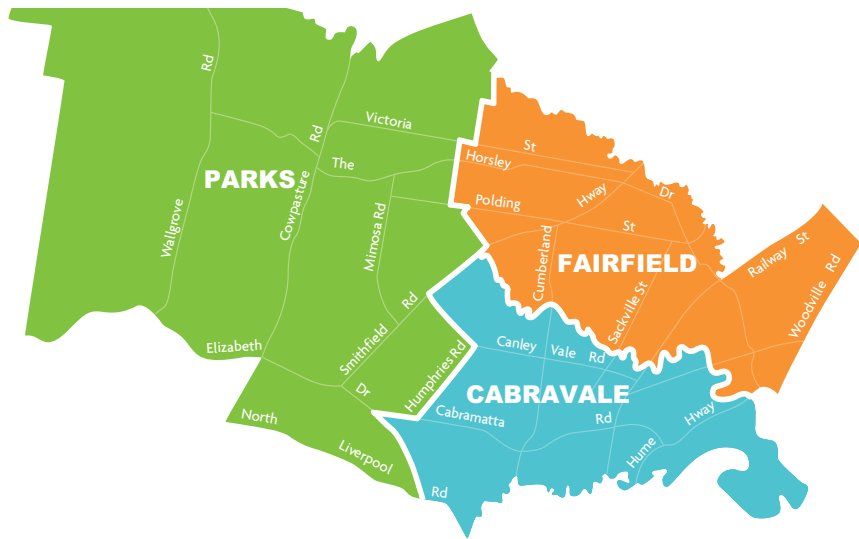 Rd
Victoria
St
Rd
The
Horsley
Dr
PARKS
Hway
Polding
St
Wallgrove
Cowpasture
Mimosa Rd
Cumberland
Railway St
FAIRFIELD
Woodville Rd
Sackville St
Rd
Smithfield
Elizabeth
Canley Vale Rd
Humphries Rd
Dr
CABRAVALE
North
Cabramatta
Rd
Hway
Hume
Liverpool
Rd